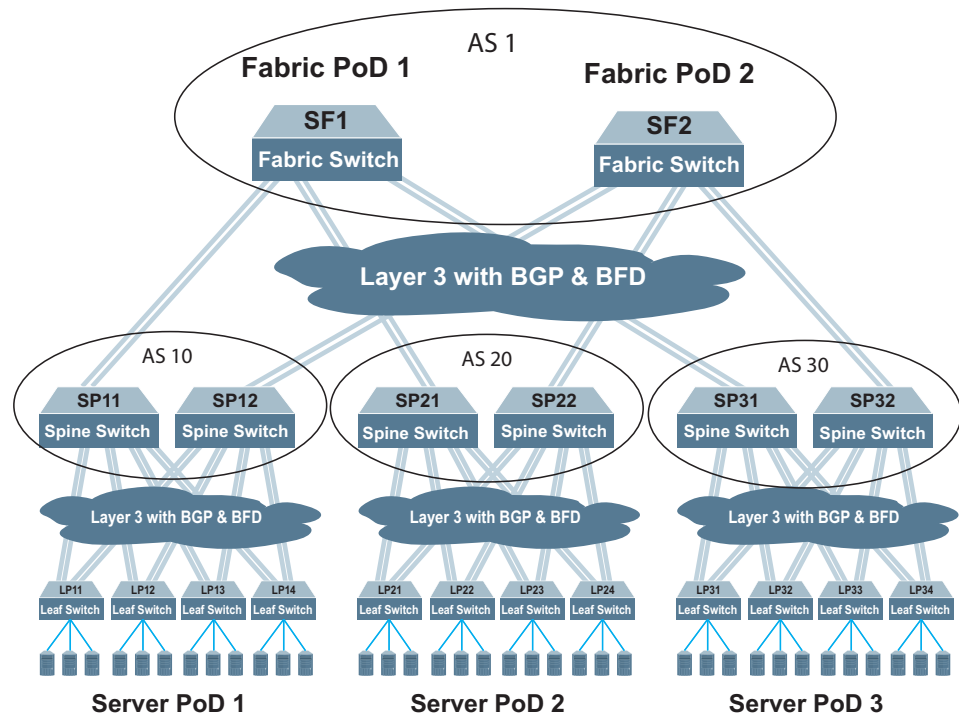 AS 1
Fabric PoD 1
Fabric PoD 2
SF1
Fabric Switch
SF2
Fabric Switch
Layer 3 with BGP & BFD
AS 10
SP11
Spine Switch
SP12
Spine Switch
AS 20
SP21
Spine Switch
SP22
Spine Switch
AS 30
SP31
Spine Switch
SP32
Spine Switch
Layer 3 with BGP & BFD
Layer 3 with BGP & BFD
Layer 3 with BGP & BFD
LP11
Leaf Switch
LP12
Leaf Switch
LP13
Leaf Switch
LP14
Leaf Switch
LP21
Leaf Switch
LP22
Leaf Switch
LP23
Leaf Switch
LP24
Leaf Switch
LP31
Leaf Switch
LP32
Leaf Switch
LP33
Leaf Switch
LP34
Leaf Switch
Server PoD 1
Server PoD 2
Server PoD 3